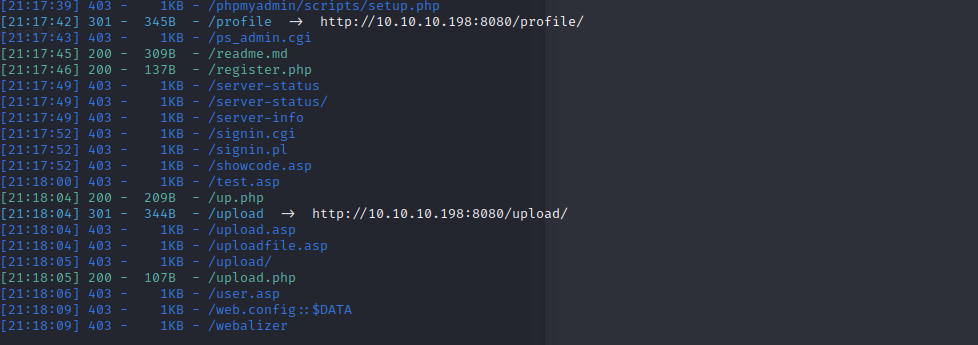 [21:17:39] 403 -    1KB - /phpmyadmin/scripts/setup.php
[21:17:42] 301 -  345B  - /profile  ->  http://10.10.10.198:8080/profile/
[21:17:43] 403 -    1KB - /ps_admin.cgi
[21:17:45] 200 -  309B  - /readme.md
[21:17:46] 200 -  137B  - /register.php
[21:17:49] 403 -    1KB - /server-status
[21:17:49] 403 -    1KB - /server-status/
[21:17:49] 403 -    1KB - /server-info
[21:17:52] 403 -    1KB - /signin.cgi
[21:17:52] 403 -    1KB - /signin.pl
[21:17:52] 403 -    1KB - /showcode.asp
[21:18:00] 403 -    1KB - /test.asp
[21:18:04] 200 -  209B  - /up.php
[21:18:04] 301 -  344B  - /upload  ->  http://10.10.10.198:8080/upload/
[21:18:04] 403 -    1KB - /upload.asp
[21:18:04] 403 -    1KB - /uploadfile.asp
[21:18:05] 403 -    1KB - /upload/
[21:18:05] 200 -  107B  - /upload.php
[21:18:06] 403 -    1KB - /user.asp
[21:18:09] 403 -    1KB - /web.config::$DATA
[21:18:09] 403 -    1KB - /webalizer